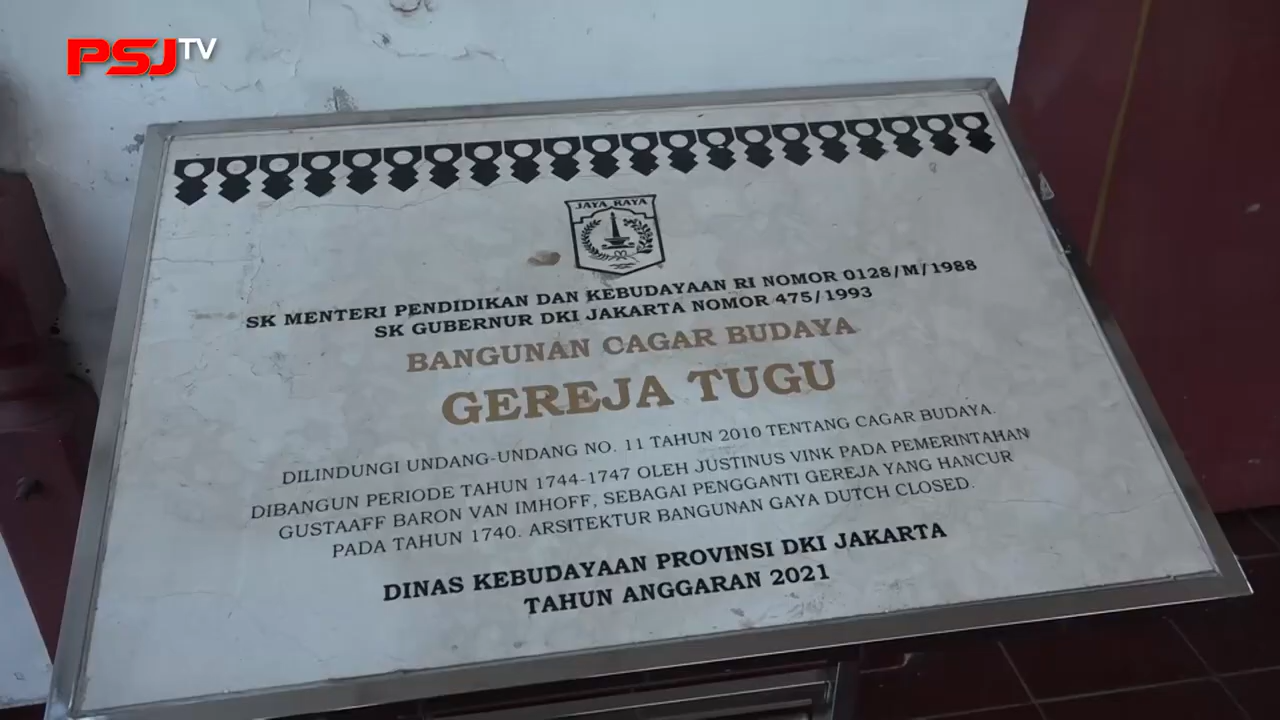 PSJTV
JAYA RAYA
SK MENTERI PENDIDIKAN DAN KEBUDAYAAN RI NOMOR 0128/M/1988
SK GUBERNUR DKI JAKARTA NOMOR 475/1993
BANGUNAN CAGAR BUDAYA
GEREJA TUGU
DILINDUNGI UNDANG-UNDANG NO. 11 TAHUN 2010 TENTANG CAGAR BUDAYA.
DIBANGUN PERIODE TAHUN 1744-1747 OLEH JUSTINUS VINK PADA PEMERINTAHAN
GUSTAAFF BARON VAN IMHOFF, SEBAGAI PENGGANTI GEREJA YANG HANCUR
PADA TAHUN 1740. ARSITEKTUR BANGUNAN GAYA DUTCH CLOSED.
DINAS KEBUDAYAAN PROVINSI DKI JAKARTA
TAHUN ANGGARAN 2021